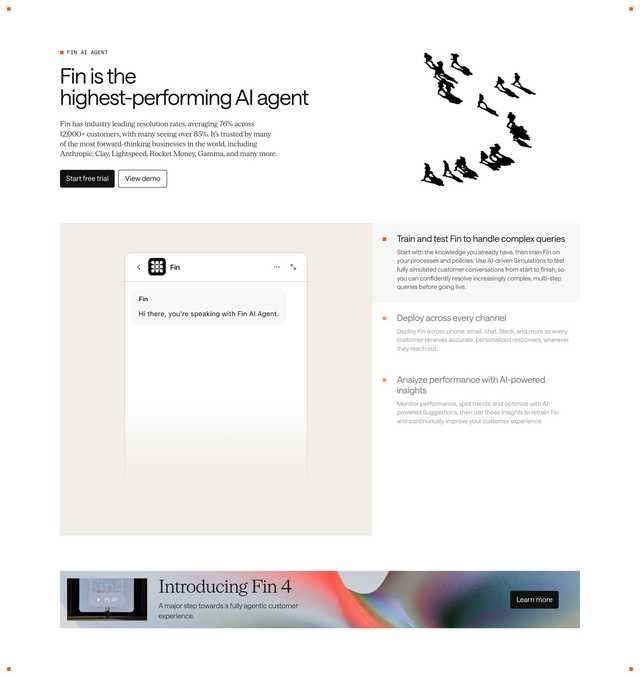 FIN AI AGENT
Fin is the
highest-performing AI agent
Fin has industry leading resolution rates, averaging 76% across
12,000+ customers, with many seeing over 85%. It's trusted by many
of the most forward-thinking businesses in the world, including
Anthropic, Clay, Lightspeed, Rocket Money, Gamma, and many more.
Start free trial
View demo
Fin
Fin
Hi there, you're speaking with Fin AI Agent.
Train and test Fin to handle complex queries
Start with the knowledge you already have, then train Fin on
your processes and policies. Use AI-driven Simulations to test
fully simulated customer conversations from start to finish, so
you can confidently resolve increasingly complex, multi-step
queries before going live.
Deploy across every channel
Deploy Fin across phone, email, chat, Slack, and more so every
customer receives accurate, personalized responses, wherever
they reach out.
Analyze performance with AI-powered
insights
Monitor performance, spot trends, and optimize with AI-
powered Suggestions, then use those insights to retrain Fin
and continuously improve your customer experience.
PLAY
Introducing Fin 4
A major step towards a fully agentic customer
experience.
Learn more